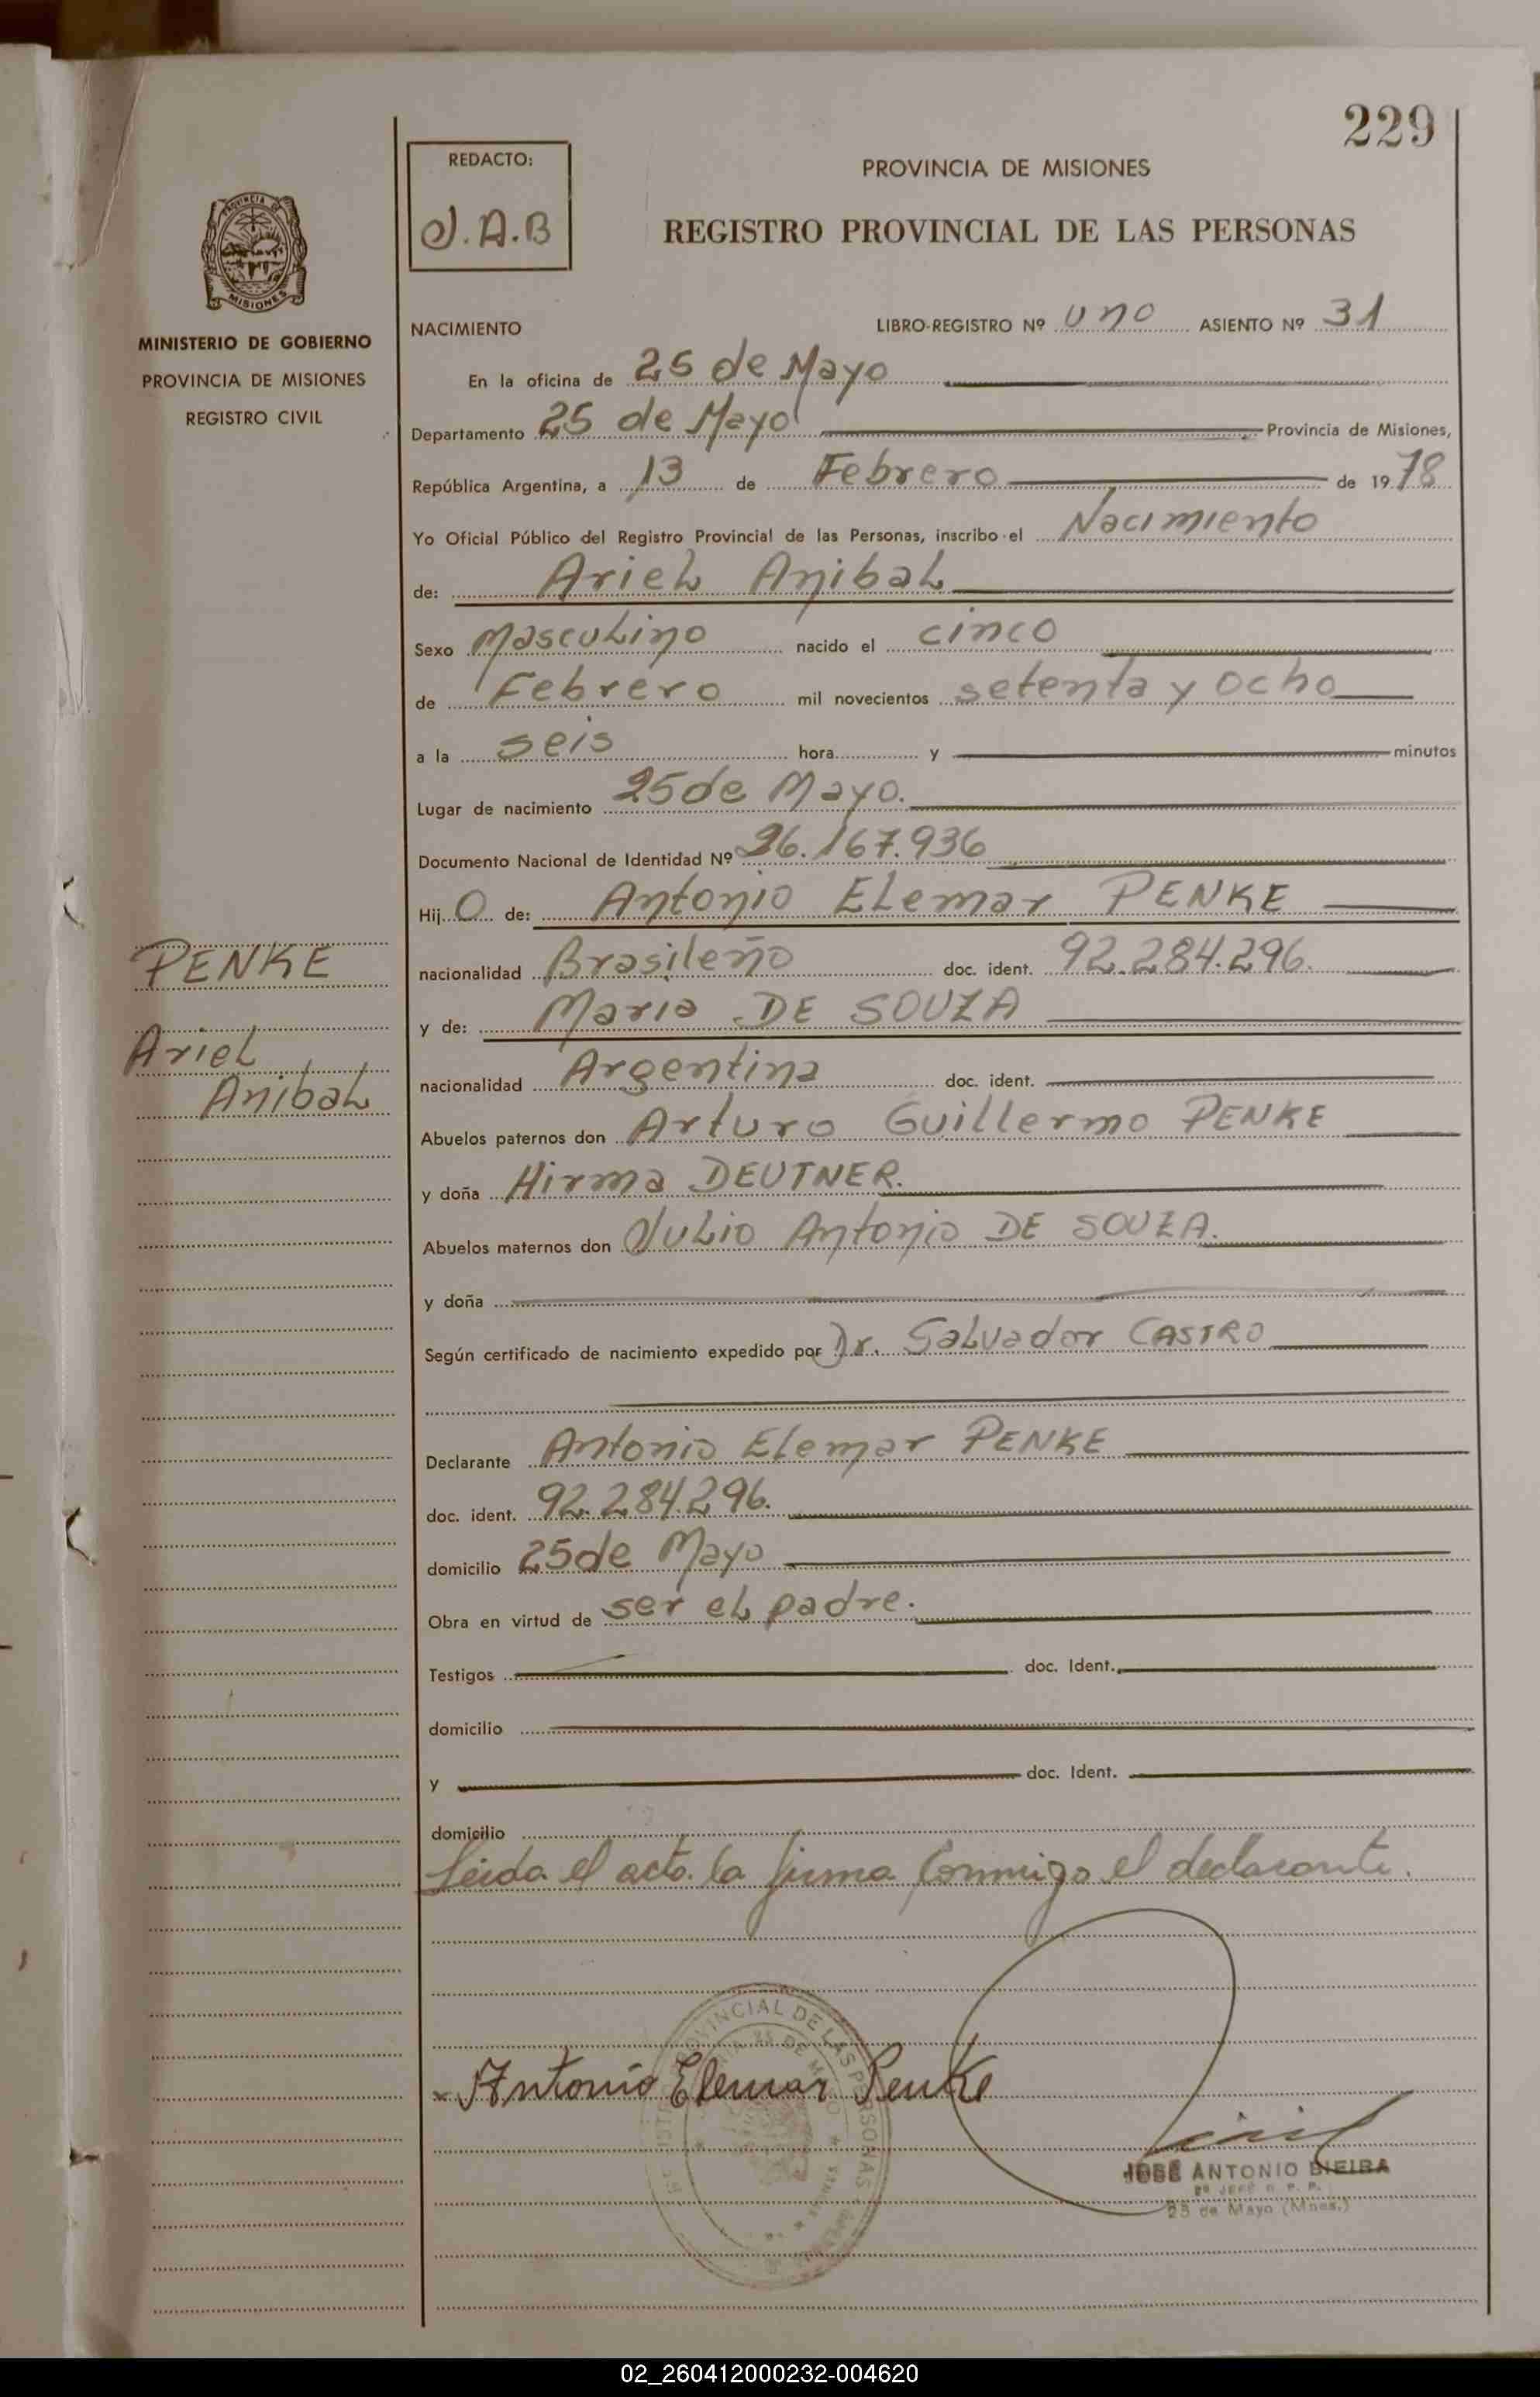 229
REDACTO:
J.A.B
PROVINCIA DE MISIONES
REGISTRO PROVINCIAL DE LAS PERSONAS
MISIONES
MINISTERIO DE GOBIERNO
PROVINCIA DE MISIONES
REGISTRO CIVIL
NACIMIENTO LIBRO-REGISTRO Nº uno ASIENTO Nº 31
En la oficina de 25 de Mayo
Departamento 25 de Mayo Provincia de Misiones,
República Argentina, a 13 de Febrero de 1978
Yo Oficial Público del Registro Provincial de las Personas, inscribo el Nacimiento
de: Ariel Anibal
Sexo Masculino nacido el cinco
de Febrero mil novecientos setenta y ocho
a la seis hora y minutos
Lugar de nacimiento 25 de Mayo.
Documento Nacional de Identidad Nº 26.167.936
Hijo de: Antonio Elemar PENKE
nacionalidad Brasileño doc. ident. 92.284.296.
y de: Maria DE SOUZA
nacionalidad Argentina doc. ident.
Abuelos paternos don Arturo Guillermo PENKE
y doña Hirma DEUTNER.
Abuelos maternos don Julio Antonio DE SOUZA.
y doña
Según certificado de nacimiento expedido por Dr. Salvador CASTRO
Declarante Antonio Elemar PENKE
doc. ident. 92.284.296.
domicilio 25 de Mayo
Obra en virtud de ser el padre.
Testigos doc. Ident.
domicilio
y doc. Ident.
domicilio
Leida el acta la firma conmigo el declarante.
PENKE
Ariel
Anibal
x Antonio Elemar Penke
JOSÉ ANTONIO BIEIRA
2º JEFE R. P. P.
25 de Mayo (Mnes.)
02_260412000232-004620